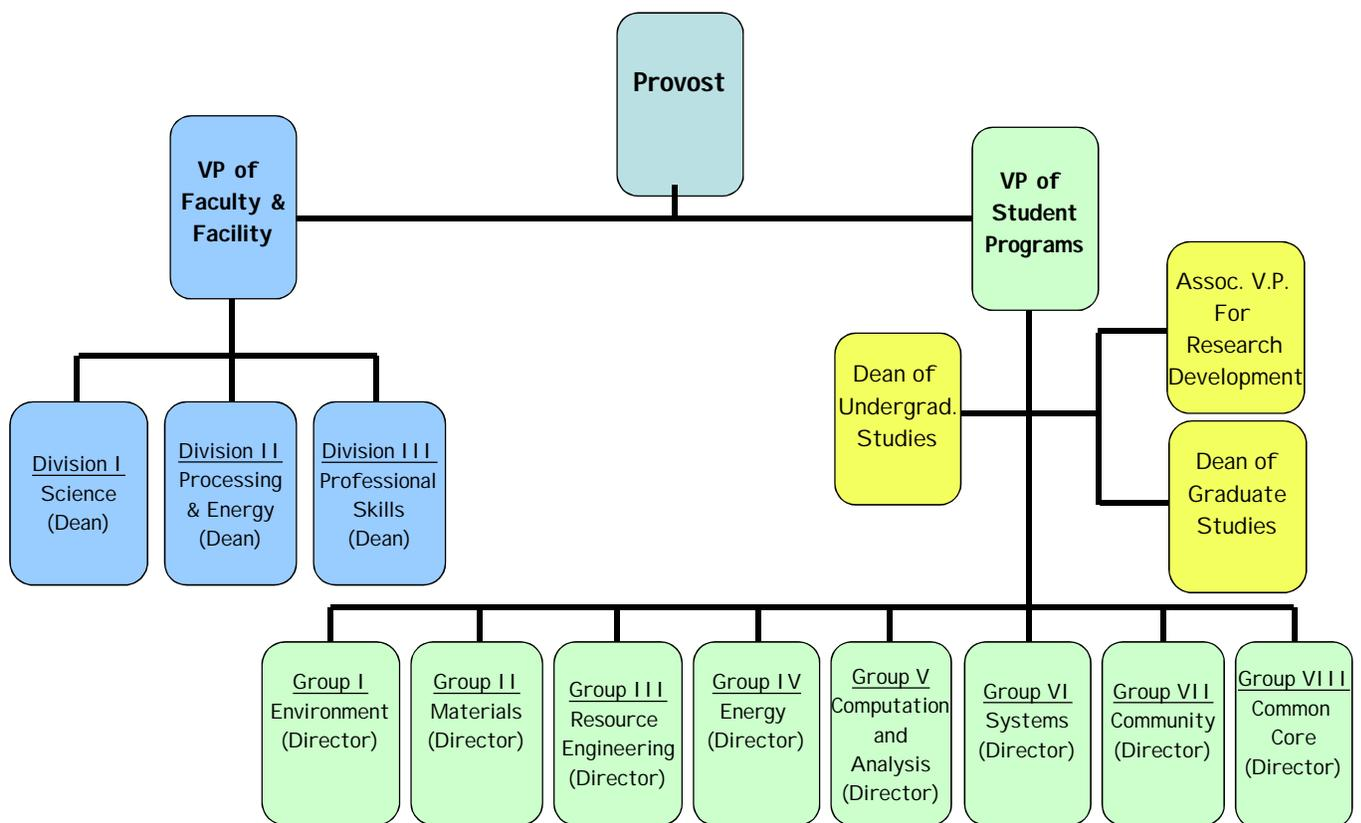 Provost
VP of
Faculty &
Facility
VP of
Student
Programs
Assoc. V.P.
For
Research
Development
Dean of
Undergrad.
Studies
Dean of
Graduate
Studies
Division I
Science
(Dean)
Division II
Processing
& Energy
(Dean)
Division III
Professional
Skills
(Dean)
Group I
Environment
(Director)
Group II
Materials
(Director)
Group III
Resource
Engineering
(Director)
Group IV
Energy
(Director)
Group V
Computation
and
Analysis
(Director)
Group VI
Systems
(Director)
Group VII
Community
(Director)
Group VIII
Common
Core
(Director)